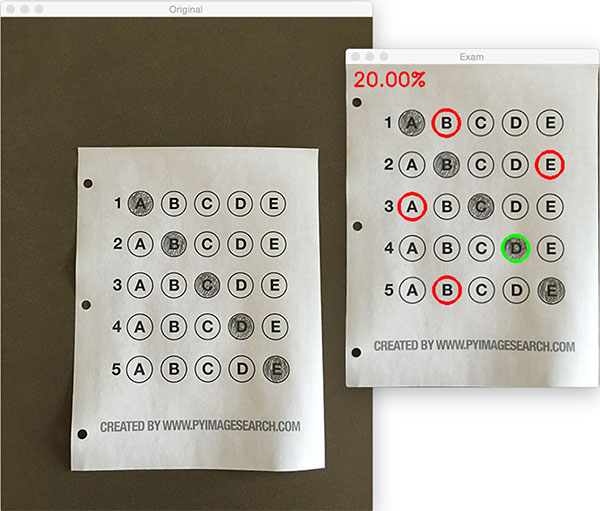 Original
1 A B C D E
2 A B C D E
3 A B C D E
4 A B C D E
5 A B C D E
CREATED BY WWW.PYIMAGESEARCH.COM
Exam
20.00%
1 A B C D E
2 A B C D E
3 A B C D E
4 A B C D E
5 A B C D E
CREATED BY WWW.PYIMAGESEARCH.COM